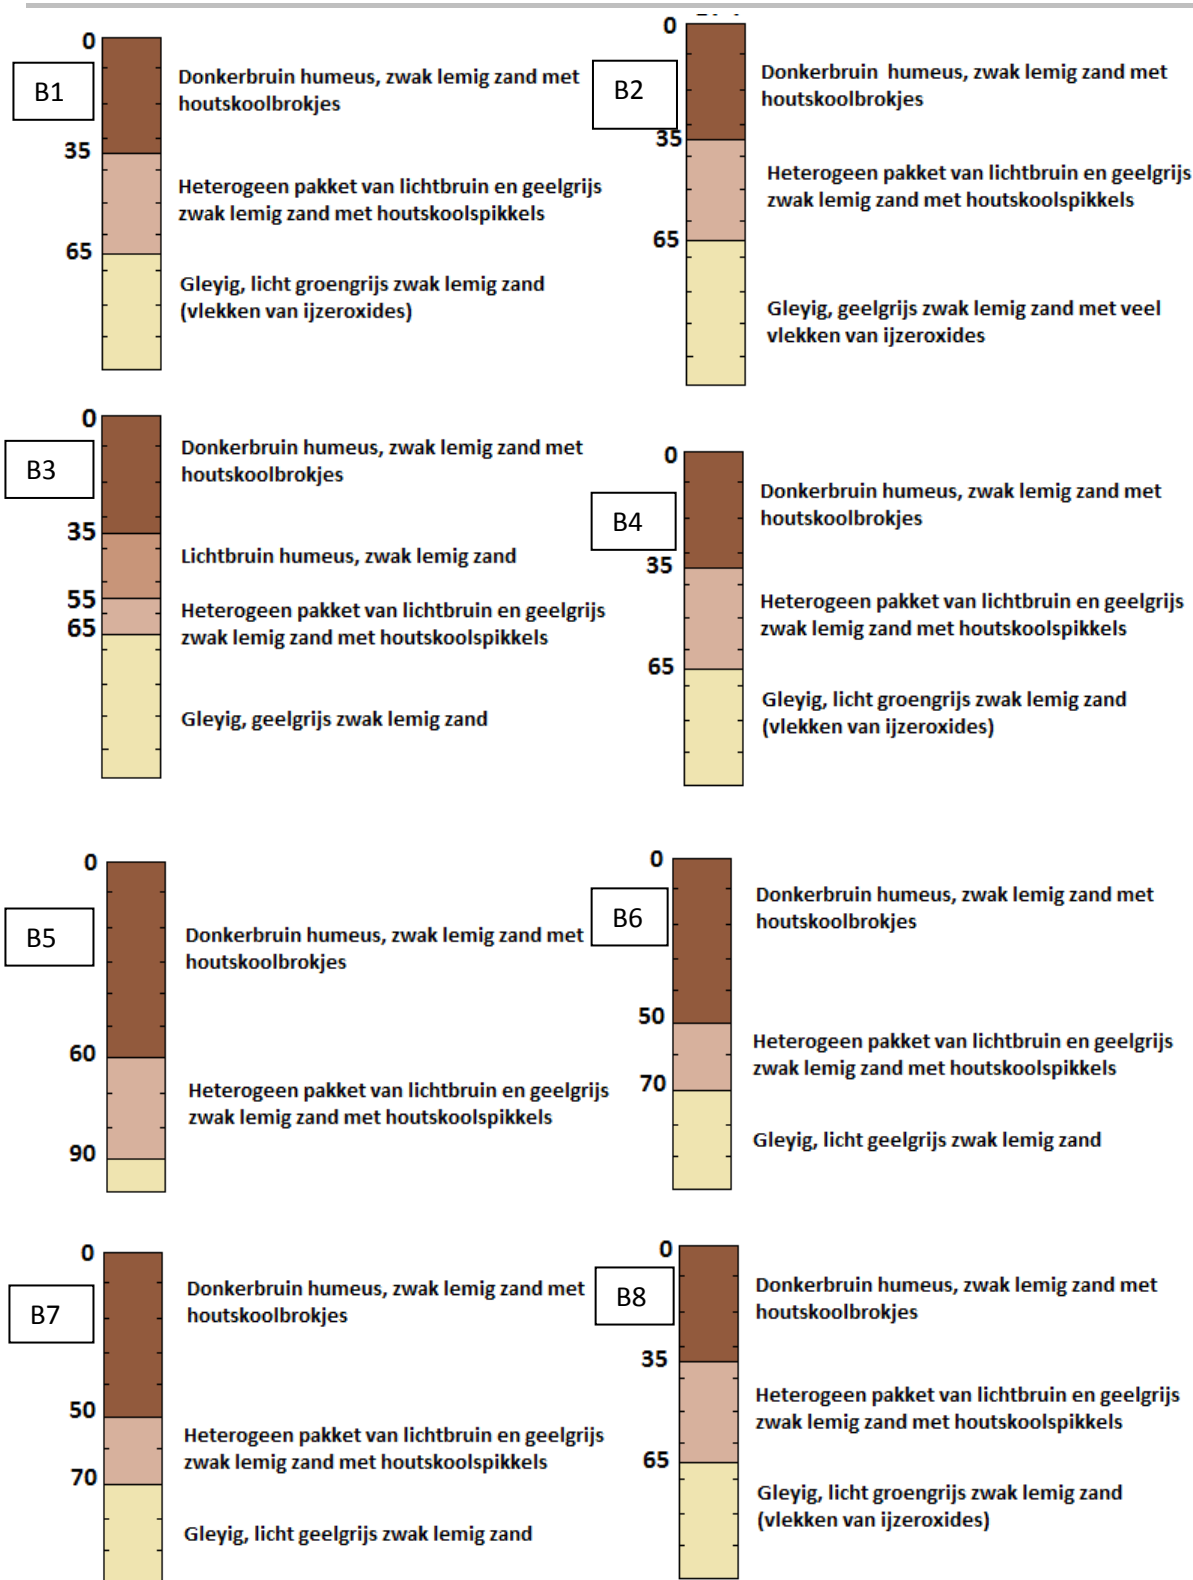 0
B1
Donkerbruin humeus, zwak lemig zand met
houtskoolbrokjes
35
Heterogeen pakket van lichtbruin en geelgrijs
zwak lemig zand met houtskoolspikkels
65
Gleyig, licht groengrijs zwak lemig zand
(vlekken van ijzeroxides)
0
B2
Donkerbruin humeus, zwak lemig zand met
houtskoolbrokjes
35
Heterogeen pakket van lichtbruin en geelgrijs
zwak lemig zand met houtskoolspikkels
65
Gleyig, geelgrijs zwak lemig zand met veel
vlekken van ijzeroxides
0
B3
Donkerbruin humeus, zwak lemig zand met
houtskoolbrokjes
35
Lichtbruin humeus, zwak lemig zand
55
Heterogeen pakket van lichtbruin en geelgrijs
zwak lemig zand met houtskoolspikkels
65
Gleyig, geelgrijs zwak lemig zand
0
B4
Donkerbruin humeus, zwak lemig zand met
houtskoolbrokjes
35
Heterogeen pakket van lichtbruin en geelgrijs
zwak lemig zand met houtskoolspikkels
65
Gleyig, licht groengrijs zwak lemig zand
(vlekken van ijzeroxides)
0
B5
Donkerbruin humeus, zwak lemig zand met
houtskoolbrokjes
60
Heterogeen pakket van lichtbruin en geelgrijs
zwak lemig zand met houtskoolspikkels
90
0
B6
Donkerbruin humeus, zwak lemig zand met
houtskoolbrokjes
50
Heterogeen pakket van lichtbruin en geelgrijs
zwak lemig zand met houtskoolspikkels
70
Gleyig, licht geelgrijs zwak lemig zand
0
B7
Donkerbruin humeus, zwak lemig zand met
houtskoolbrokjes
50
Heterogeen pakket van lichtbruin en geelgrijs
zwak lemig zand met houtskoolspikkels
70
Gleyig, licht geelgrijs zwak lemig zand
0
B8
Donkerbruin humeus, zwak lemig zand met
houtskoolbrokjes
35
Heterogeen pakket van lichtbruin en geelgrijs
zwak lemig zand met houtskoolspikkels
65
Gleyig, licht groengrijs zwak lemig zand
(vlekken van ijzeroxides)